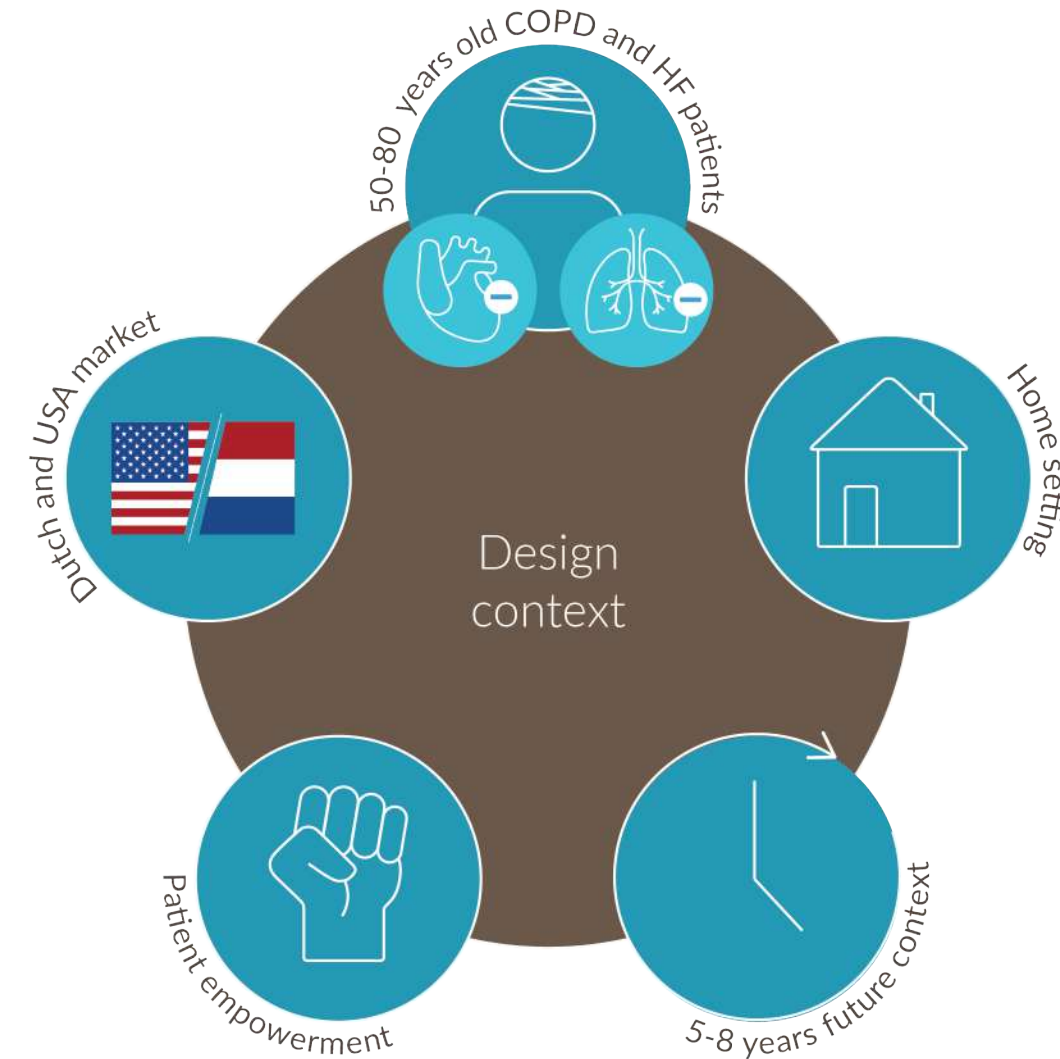 50-80 years old COPD and HF patients
Dutch and USA market
Home setting
Design
context
Patient empowerment
5-8 years future context